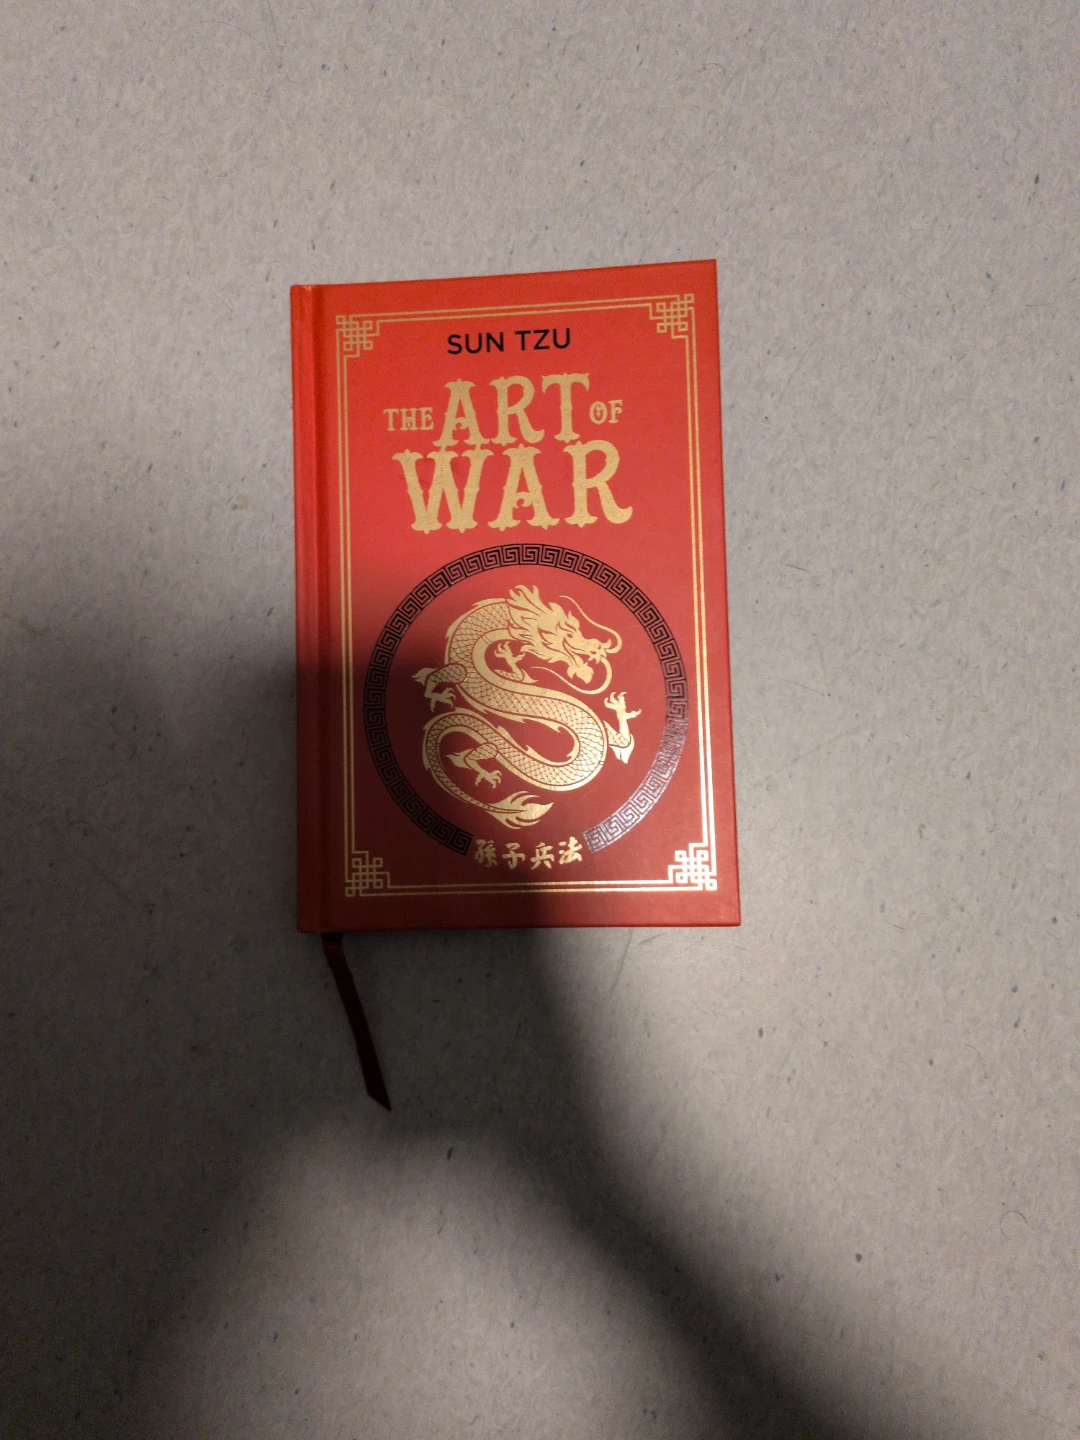 SUN TZU
THE ART OF
WAR
孫子兵法